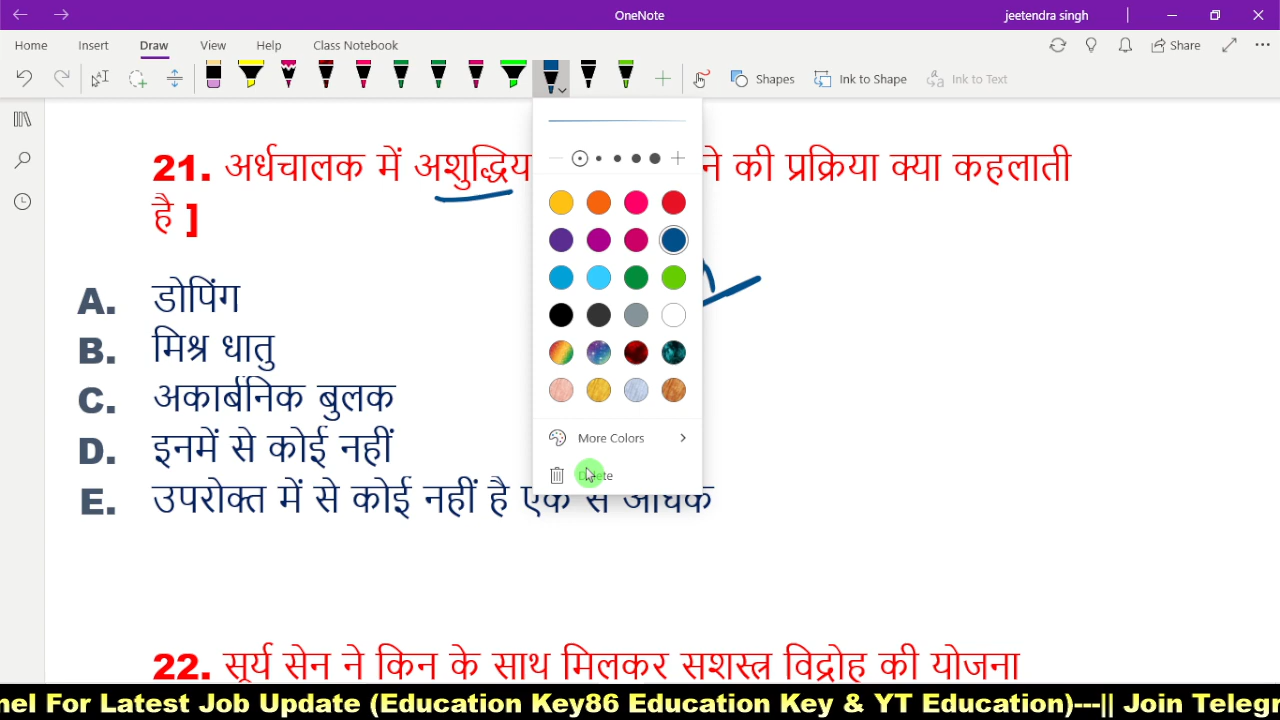 OneNote
jeetendra singh
Home Insert Draw View Help Class Notebook
Share
Shapes Ink to Shape Ink to Text
21. अर्धचालक में अशुद्धिय ने की प्रक्रिया क्या कहलाती
है ]
A. डोपिंग
B. मिश्र धातु
C. अकार्बनिक बुलक
D. इनमें से कोई नहीं
E. उपरोक्त में से कोई नहीं है एक से अधिक
More Colors
Delete
22. सूर्य सेन ने किन के साथ मिलकर सशस्त्र विद्रोह की योजना
nel For Latest Job Update (Education Key86 Education Key & YT Education)---|| Join Telegr